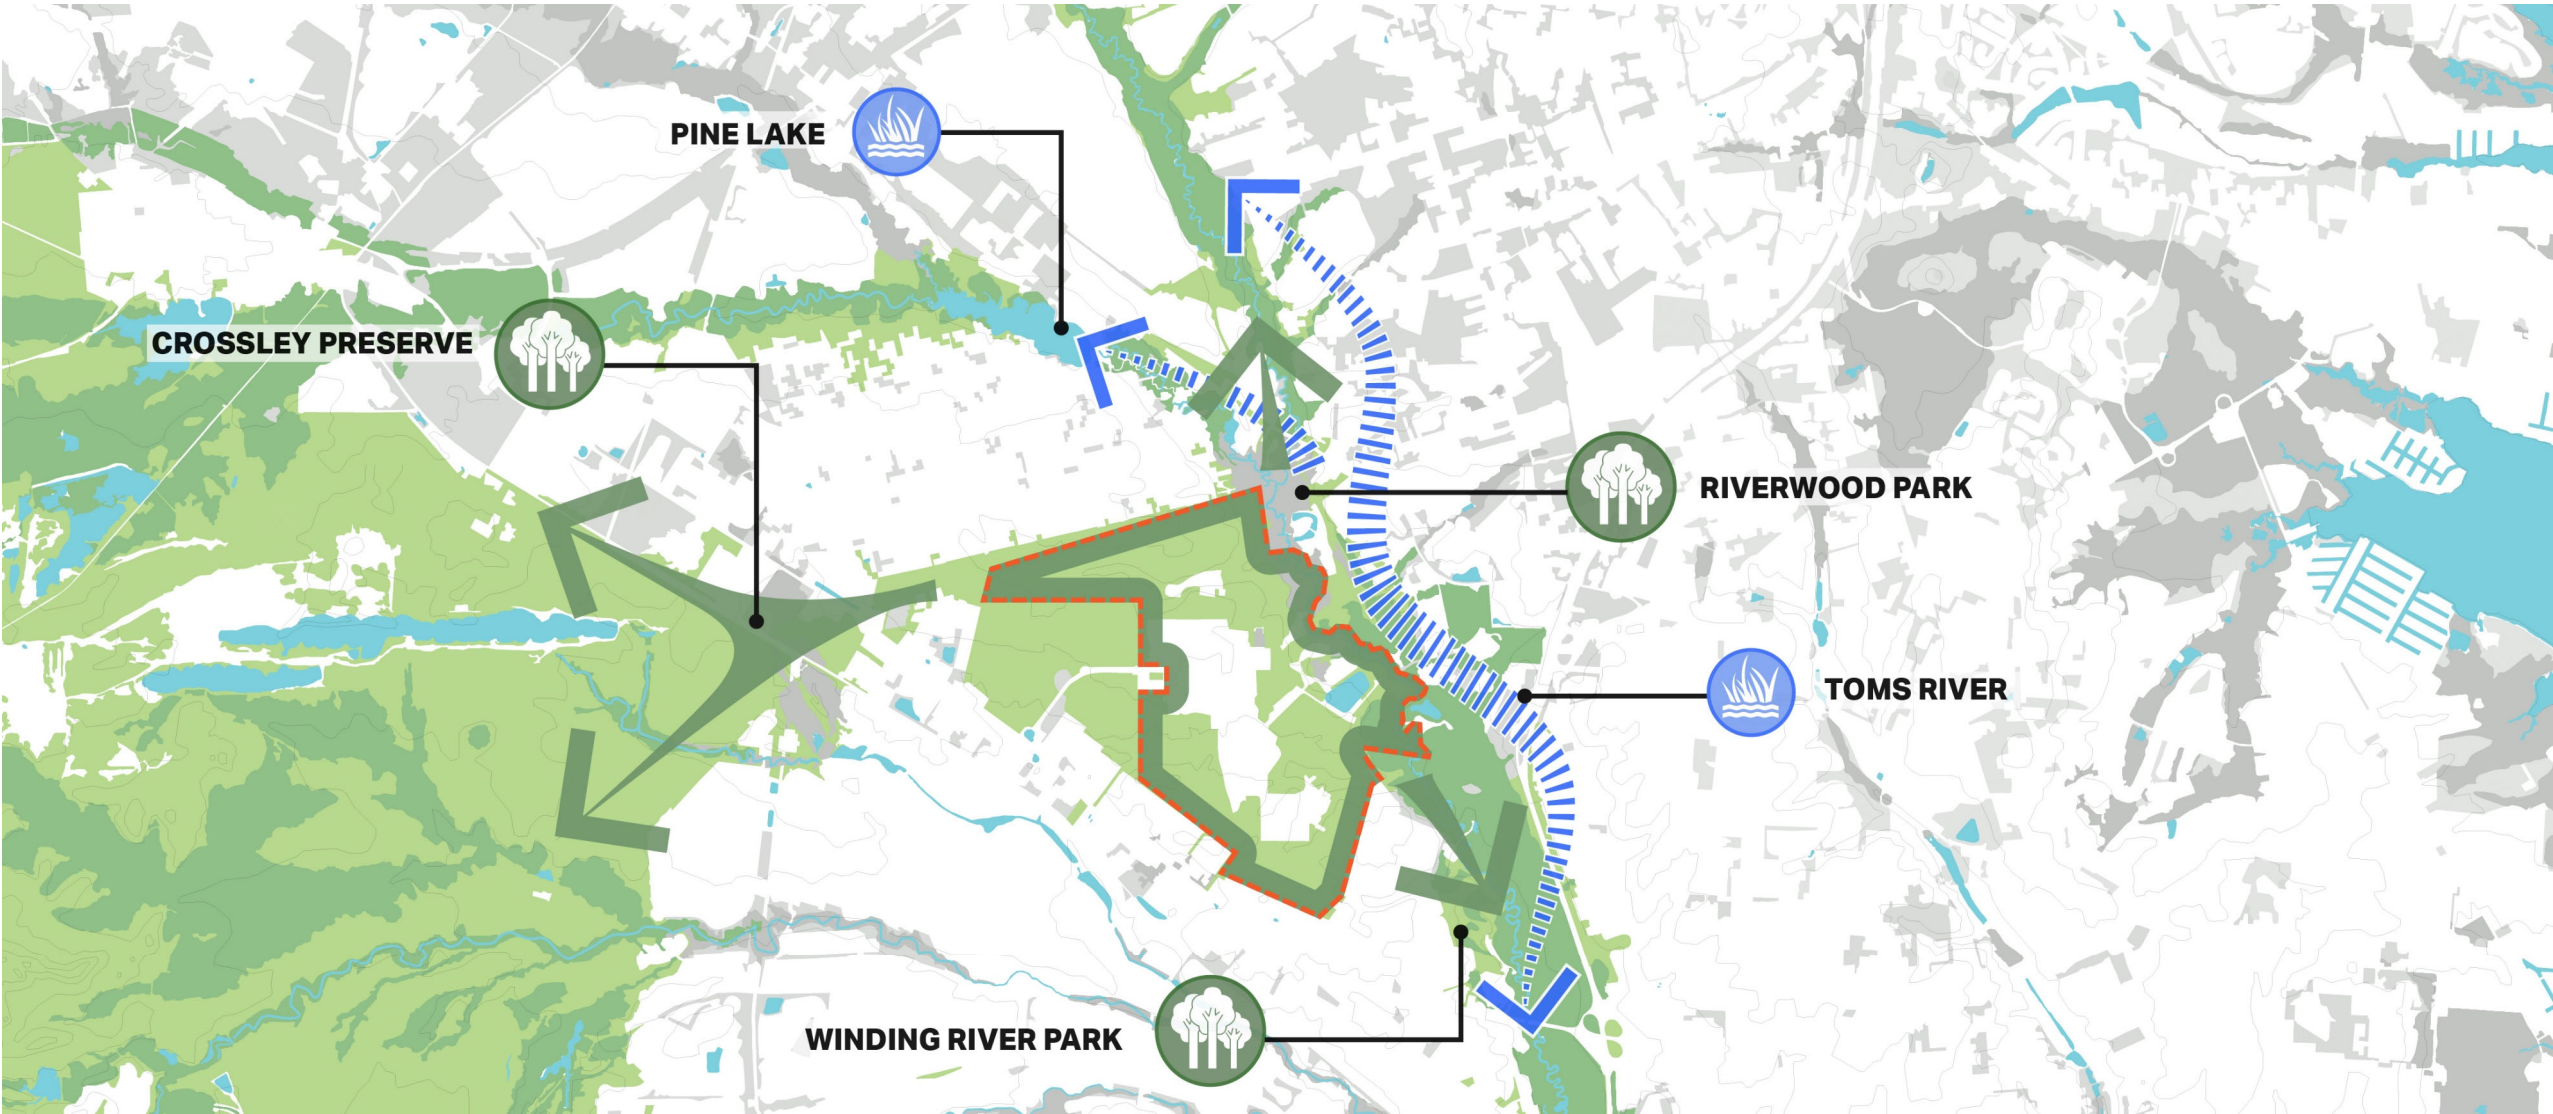 PINE LAKE
CROSSLEY PRESERVE
RIVERWOOD PARK
TOMS RIVER
WINDING RIVER PARK